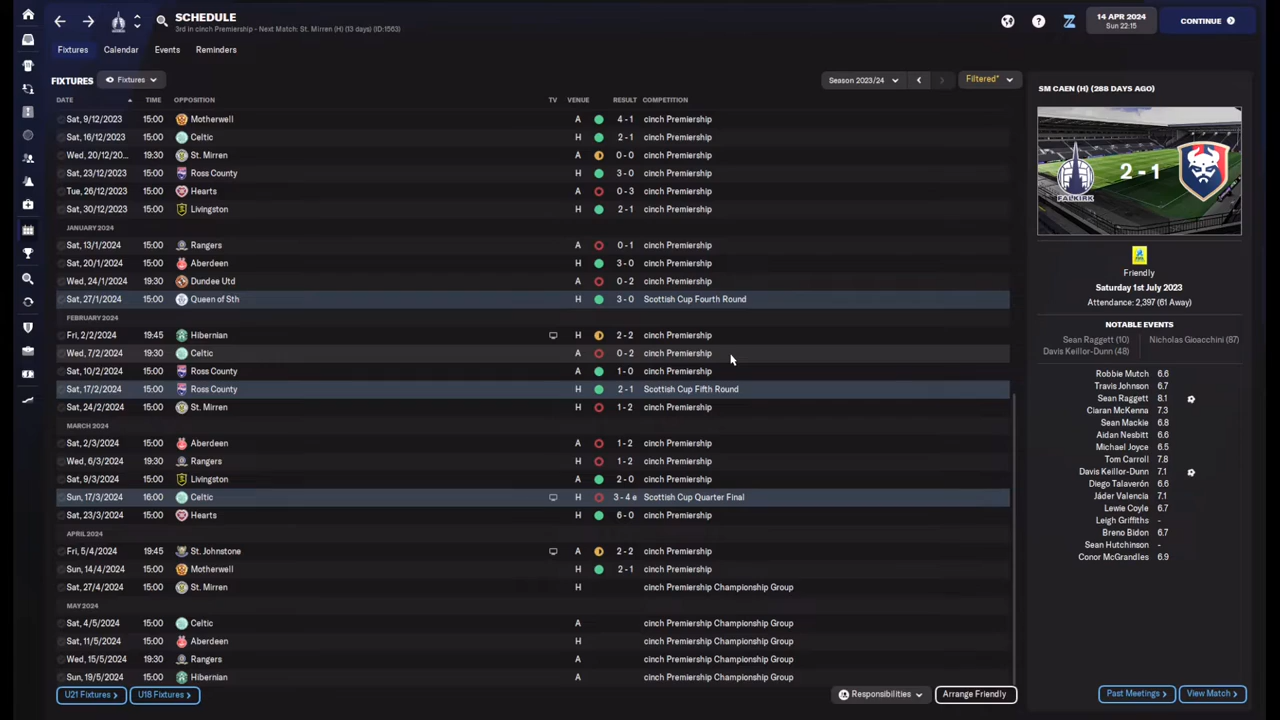 SCHEDULE
3rd in cinch Premiership - Next Match: St. Mirren (H) (13 days) (ID:1563)
14 APR 2024
Sun 22:15
CONTINUE
Fixtures Calendar Events Reminders
FIXTURES Fixtures Season 2023/24 Filtered*
DATE TIME OPPOSITION TV VENUE RESULT COMPETITION
Sat, 9/12/2023 15:00 Motherwell A 4 - 1 cinch Premiership
Sat, 16/12/2023 15:00 Celtic H 2 - 1 cinch Premiership
Wed, 20/12/20... 19:30 St. Mirren A 0 - 0 cinch Premiership
Sat, 23/12/2023 15:00 Ross County H 3 - 0 cinch Premiership
Tue, 26/12/2023 15:00 Hearts A 0 - 3 cinch Premiership
Sat, 30/12/2023 15:00 Livingston H 2 - 1 cinch Premiership
JANUARY 2024
Sat, 13/1/2024 15:00 Rangers A 0 - 1 cinch Premiership
Sat, 20/1/2024 15:00 Aberdeen H 3 - 0 cinch Premiership
Wed, 24/1/2024 19:30 Dundee Utd A 0 - 2 cinch Premiership
Sat, 27/1/2024 15:00 Queen of Sth H 3 - 0 Scottish Cup Fourth Round
FEBRUARY 2024
Fri, 2/2/2024 19:45 Hibernian H 2 - 2 cinch Premiership
Wed, 7/2/2024 19:30 Celtic A 0 - 2 cinch Premiership
Sat, 10/2/2024 15:00 Ross County A 1 - 0 cinch Premiership
Sat, 17/2/2024 15:00 Ross County H 2 - 1 Scottish Cup Fifth Round
Sat, 24/2/2024 15:00 St. Mirren H 1 - 2 cinch Premiership
MARCH 2024
Sat, 2/3/2024 15:00 Aberdeen A 1 - 2 cinch Premiership
Wed, 6/3/2024 19:30 Rangers H 1 - 2 cinch Premiership
Sat, 9/3/2024 15:00 Livingston A 2 - 0 cinch Premiership
Sun, 17/3/2024 16:00 Celtic H 3 - 4 e Scottish Cup Quarter Final
Sat, 23/3/2024 15:00 Hearts H 6 - 0 cinch Premiership
APRIL 2024
Fri, 5/4/2024 19:45 St. Johnstone A 2 - 2 cinch Premiership
Sun, 14/4/2024 15:00 Motherwell H 2 - 1 cinch Premiership
Sat, 27/4/2024 15:00 St. Mirren H cinch Premiership Championship Group
MAY 2024
Sat, 4/5/2024 15:00 Celtic A cinch Premiership Championship Group
Sat, 11/5/2024 15:00 Aberdeen H cinch Premiership Championship Group
Wed, 15/5/2024 19:30 Rangers A cinch Premiership Championship Group
Sun, 19/5/2024 15:00 Hibernian A cinch Premiership Championship Group
U21 Fixtures > U18 Fixtures > Responsibilities Arrange Friendly
SM CAEN (H) (288 DAYS AGO)
FALKIRK
2 - 1
Friendly
Saturday 1st July 2023
Attendance: 2,397 (61 Away)
NOTABLE EVENTS
Sean Raggett (10) Nicholas Gioacchini (87)
Davis Keillor-Dunn (48)
Robbie Mutch 6.6
Travis Johnson 6.7
Sean Raggett 8.1
Ciaran McKenna 7.3
Sean Mackie 6.8
Aidan Nesbitt 6.6
Michael Joyce 6.5
Tom Carroll 7.8
Davis Keillor-Dunn 7.1
Diego Talaverón 6.6
Jáder Valencia 7.1
Lewie Coyle 6.7
Leigh Griffiths -
Breno Bidon 6.7
Sean Hutchinson -
Conor McGrandles 6.9
Past Meetings > View Match >